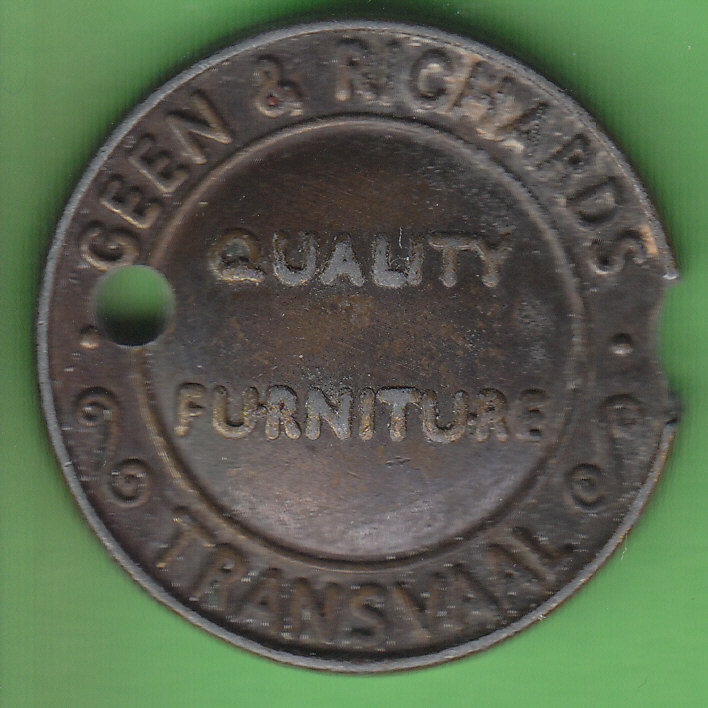 GEEN & RICHARDS
QUALITY
FURNITURE
TRANSVAAL